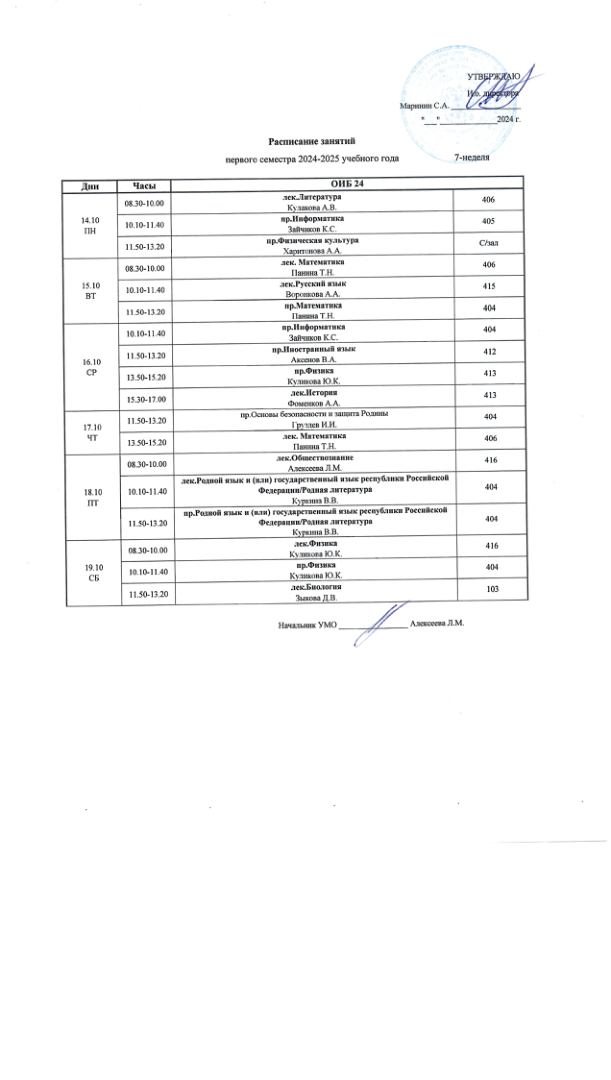 УТВЕРЖДАЮ
И.о. директора
Маринин С.А. ________________
"___"______________2024 г.
Расписание занятий
первого семестра 2024-2025 учебного года 7-неделя
Дни Часы ОИБ 24
14.10 ПН
08.30-10.00 лек.Литература 406
Кулакова А.В.
10.10-11.40 пр.Информатика 405
Зайчиков К.С.
11.50-13.20 пр.Физическая культура С/зал
Харитонова А.А.
15.10 ВТ
08.30-10.00 лек. Математика 406
Панина Т.Н.
10.10-11.40 лек.Русский язык 415
Воронкова А.А.
11.50-13.20 пр.Математика 404
Панина Т.Н.
16.10 СР
10.10-11.40 пр.Информатика 404
Зайчиков К.С.
11.50-13.20 пр.Иностранный язык 412
Аксенов В.А.
13.50-15.20 пр.Физика 413
Куликова Ю.К.
15.30-17.00 лек.История 413
Фоменков А.А.
17.10 ЧТ
11.50-13.20 пр.Основы безопасности и защита Родины 404
Груздев И.И.
13.50-15.20 лек. Математика 406
Панина Т.Н.
18.10 ПТ
08.30-10.00 лек.Обществознание 416
Алексеева Л.М.
10.10-11.40 лек.Родной язык и (или) государственный язык республики Российской
Федерации/Родная литература 404
Куркина В.В.
11.50-13.20 пр.Родной язык и (или) государственный язык республики Российской
Федерации/Родная литература 404
Куркина В.В.
19.10 СБ
08.30-10.00 лек.Физика 416
Куликова Ю.К.
10.10-11.40 пр.Физика 404
Куликова Ю.К.
11.50-13.20 лек.Биология 103
Зыкова Д.В.
Начальник УМО ________________ Алексеева Л.М.